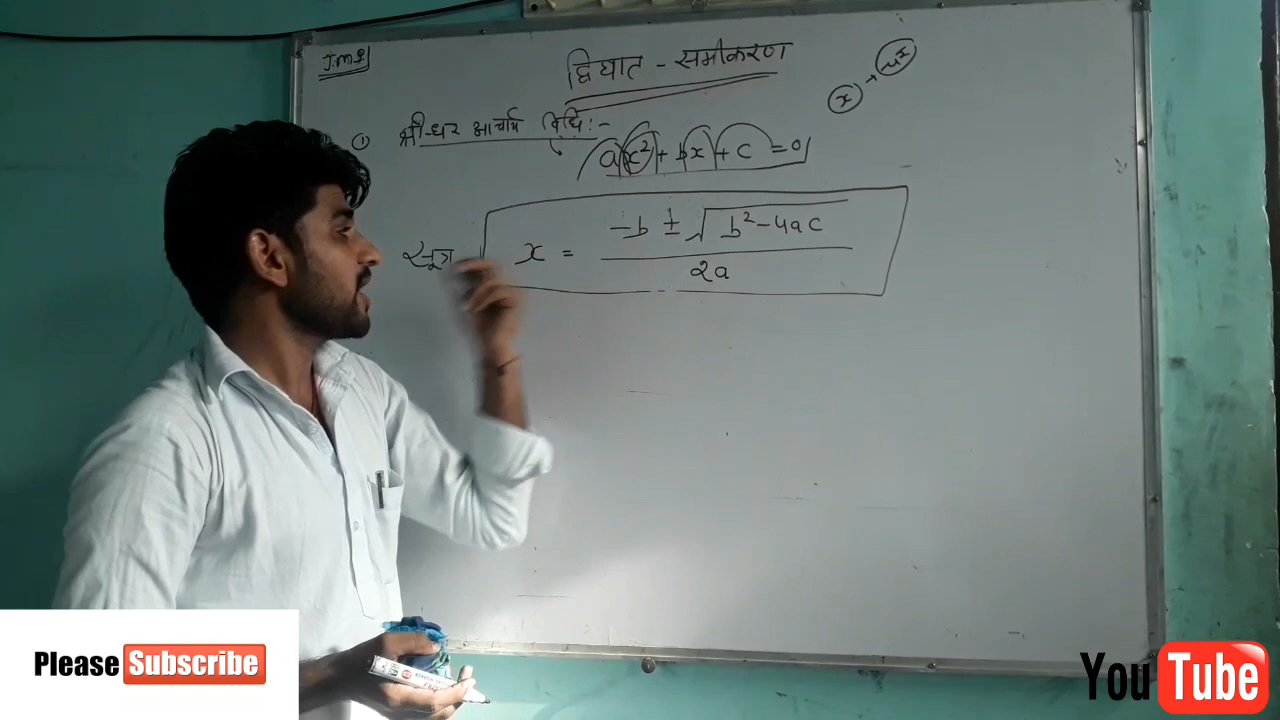 द्विघात - समीकरण
① श्रीधर आचार्य विधि :-
ax² + bx + c = 0
सूत्र x = -b ± √b² - 4ac
2a
Please Subscribe
YouTube